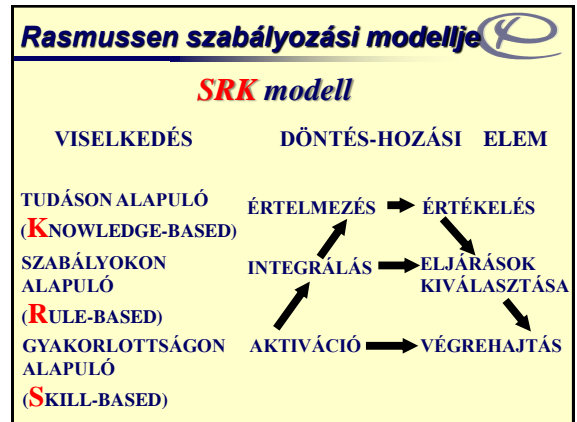 Rasmussen szabályozási modellje
SRK modell
VISELKEDÉS DÖNTÉS-HOZÁSI ELEM
TUDÁSON ALAPULÓ
(KNOWLEDGE-BASED)
ÉRTELMEZÉS ÉRTÉKELÉS
SZABÁLYOKON
ALAPULÓ
(RULE-BASED)
INTEGRÁLÁS ELJÁRÁSOK
KIVÁLASZTÁSA
GYAKORLOTTSÁGON
ALAPULÓ
(SKILL-BASED)
AKTIVÁCIÓ VÉGREHAJTÁS